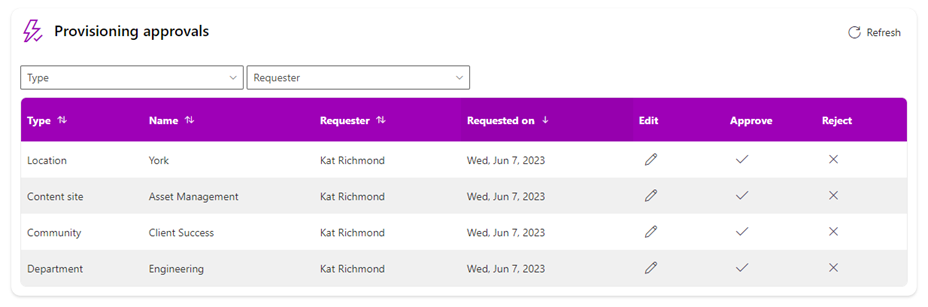 Provisioning approvals
Refresh
Type Requester
Type Name Requester Requested on Edit Approve Reject
Location York Kat Richmond Wed, Jun 7, 2023
Content site Asset Management Kat Richmond Wed, Jun 7, 2023
Community Client Success Kat Richmond Wed, Jun 7, 2023
Department Engineering Kat Richmond Wed, Jun 7, 2023